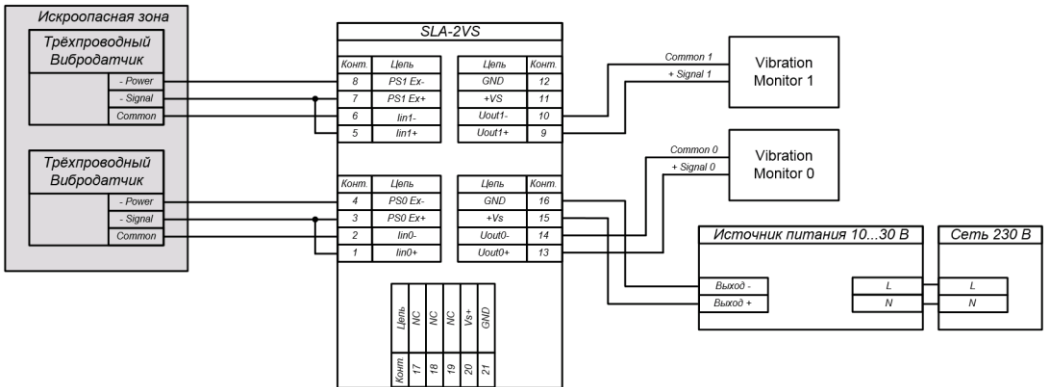 Искроопасная зона
Трёхпроводный
Вибродатчик
- Power
- Signal
Common
Трёхпроводный
Вибродатчик
- Power
- Signal
Common
SLA-2VS
Конт. Цепь
8 PS1 Ex-
7 PS1 Ex+
6 Iin1-
5 Iin1+
Цепь Конт.
GND 12
+VS 11
Uout1- 10
Uout1+ 9
Конт. Цепь
4 PS0 Ex-
3 PS0 Ex+
2 Iin0-
1 Iin0+
Цепь Конт.
GND 16
+Vs 15
Uout0- 14
Uout0+ 13
Цепь NC NC NC Vs+ GND
Конт. 17 18 19 20 21
Common 1
+ Signal 1
Vibration
Monitor 1
Common 0
+ Signal 0
Vibration
Monitor 0
Источник питания 10...30 В
Выход -
Выход +
L
N
Сеть 230 В
L
N